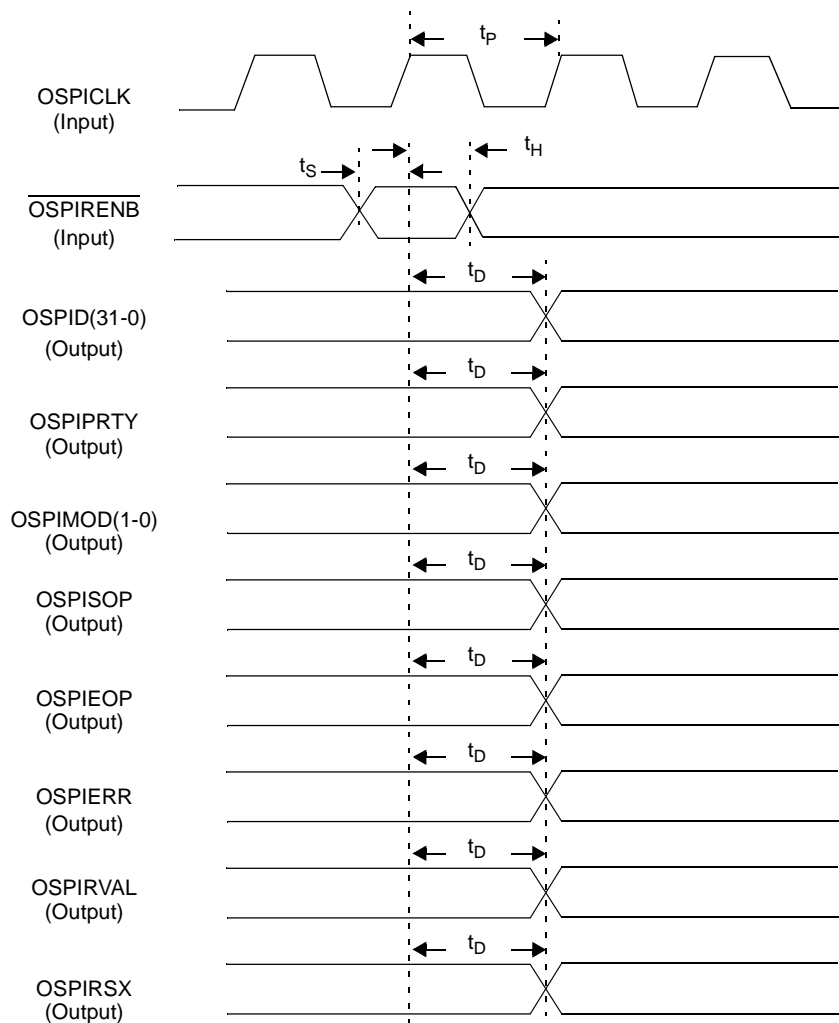 tP
OSPICLK
(Input)
tS
tH
OSPIRENB
(Input)
tD
OSPID(31-0)
(Output)
tD
OSPIPRTY
(Output)
tD
OSPIMOD(1-0)
(Output)
tD
OSPISOP
(Output)
tD
OSPIEOP
(Output)
tD
OSPIERR
(Output)
tD
OSPIRVAL
(Output)
tD
OSPIRSX
(Output)